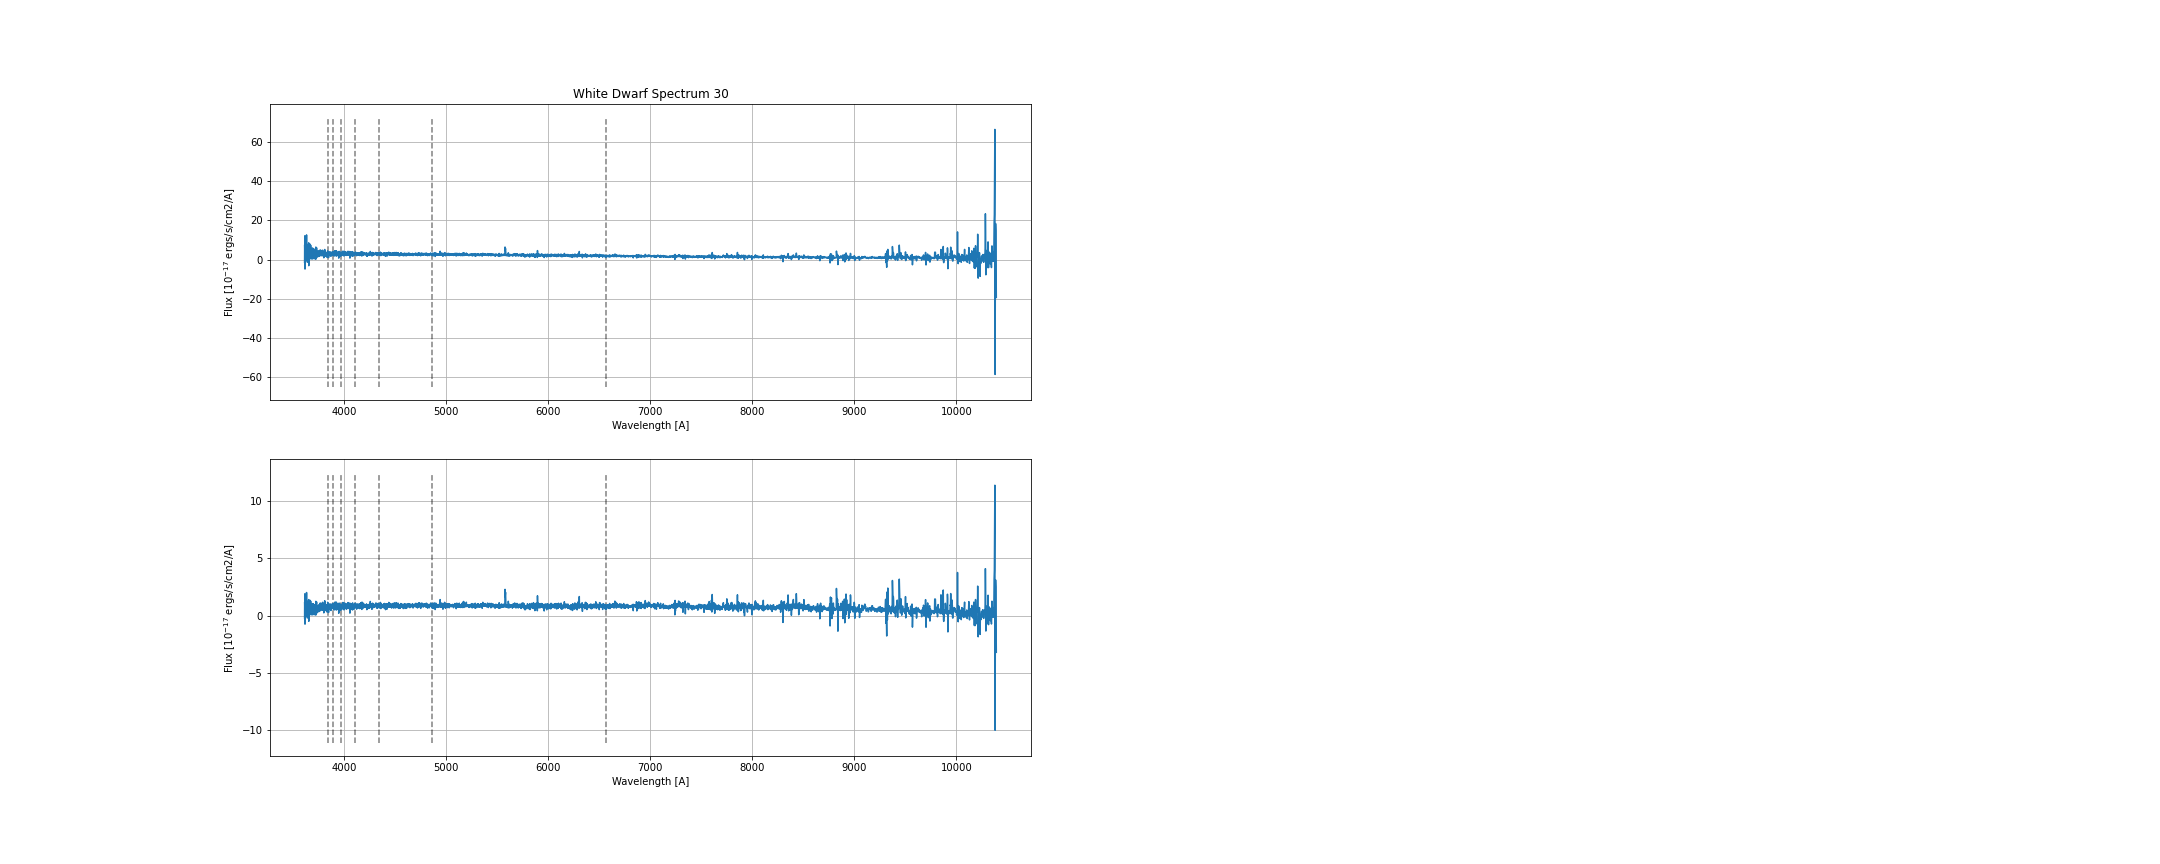 White Dwarf Spectrum 30
60
40
20
0
−20
−40
−60
Flux [10⁻¹⁷ ergs/s/cm2/A]
4000 5000 6000 7000 8000 9000 10000
Wavelength [A]
10
5
0
−5
−10
Flux [10⁻¹⁷ ergs/s/cm2/A]
4000 5000 6000 7000 8000 9000 10000
Wavelength [A]